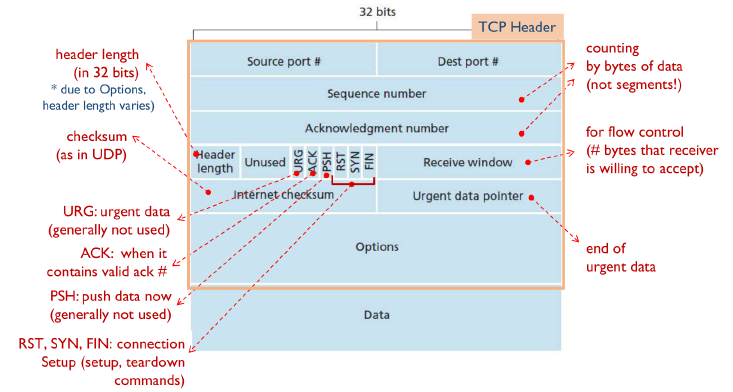 32 bits
TCP Header
header length
(in 32 bits)
* due to Options,
header length varies)
checksum
(as in UDP)
URG: urgent data
(generally not used)
ACK: when it
contains valid ack #
PSH: push data now
(generally not used)
RST, SYN, FIN: connection
Setup (setup, teardown
commands)
Source port #
Dest port #
Sequence number
Acknowledgment number
Header
length
Unused
URG
ACK
PSH
RST
SYN
FIN
Receive window
Internet checksum
Urgent data pointer
Options
Data
counting
by bytes of data
(not segments!)
for flow control
(# bytes that receiver
is willing to accept)
end of
urgent data